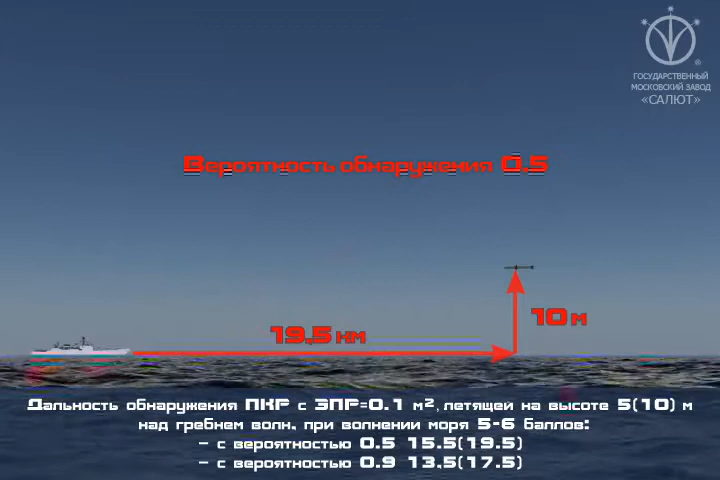 ГОСУДАРСТВЕННЫЙ
МОСКОВСКИЙ ЗАВОД
«САЛЮТ»
Вероятность обнаружения 0.5
10 м
19,5 км
Дальность обнаружения ПКР с ЭПР=0.1 м², летящей на высоте 5(10) м
над гребнем волн, при волнении моря 5-6 баллов:
– с вероятностью 0.5 15.5(19.5)
– с вероятностью 0.9 13.5(17.5)